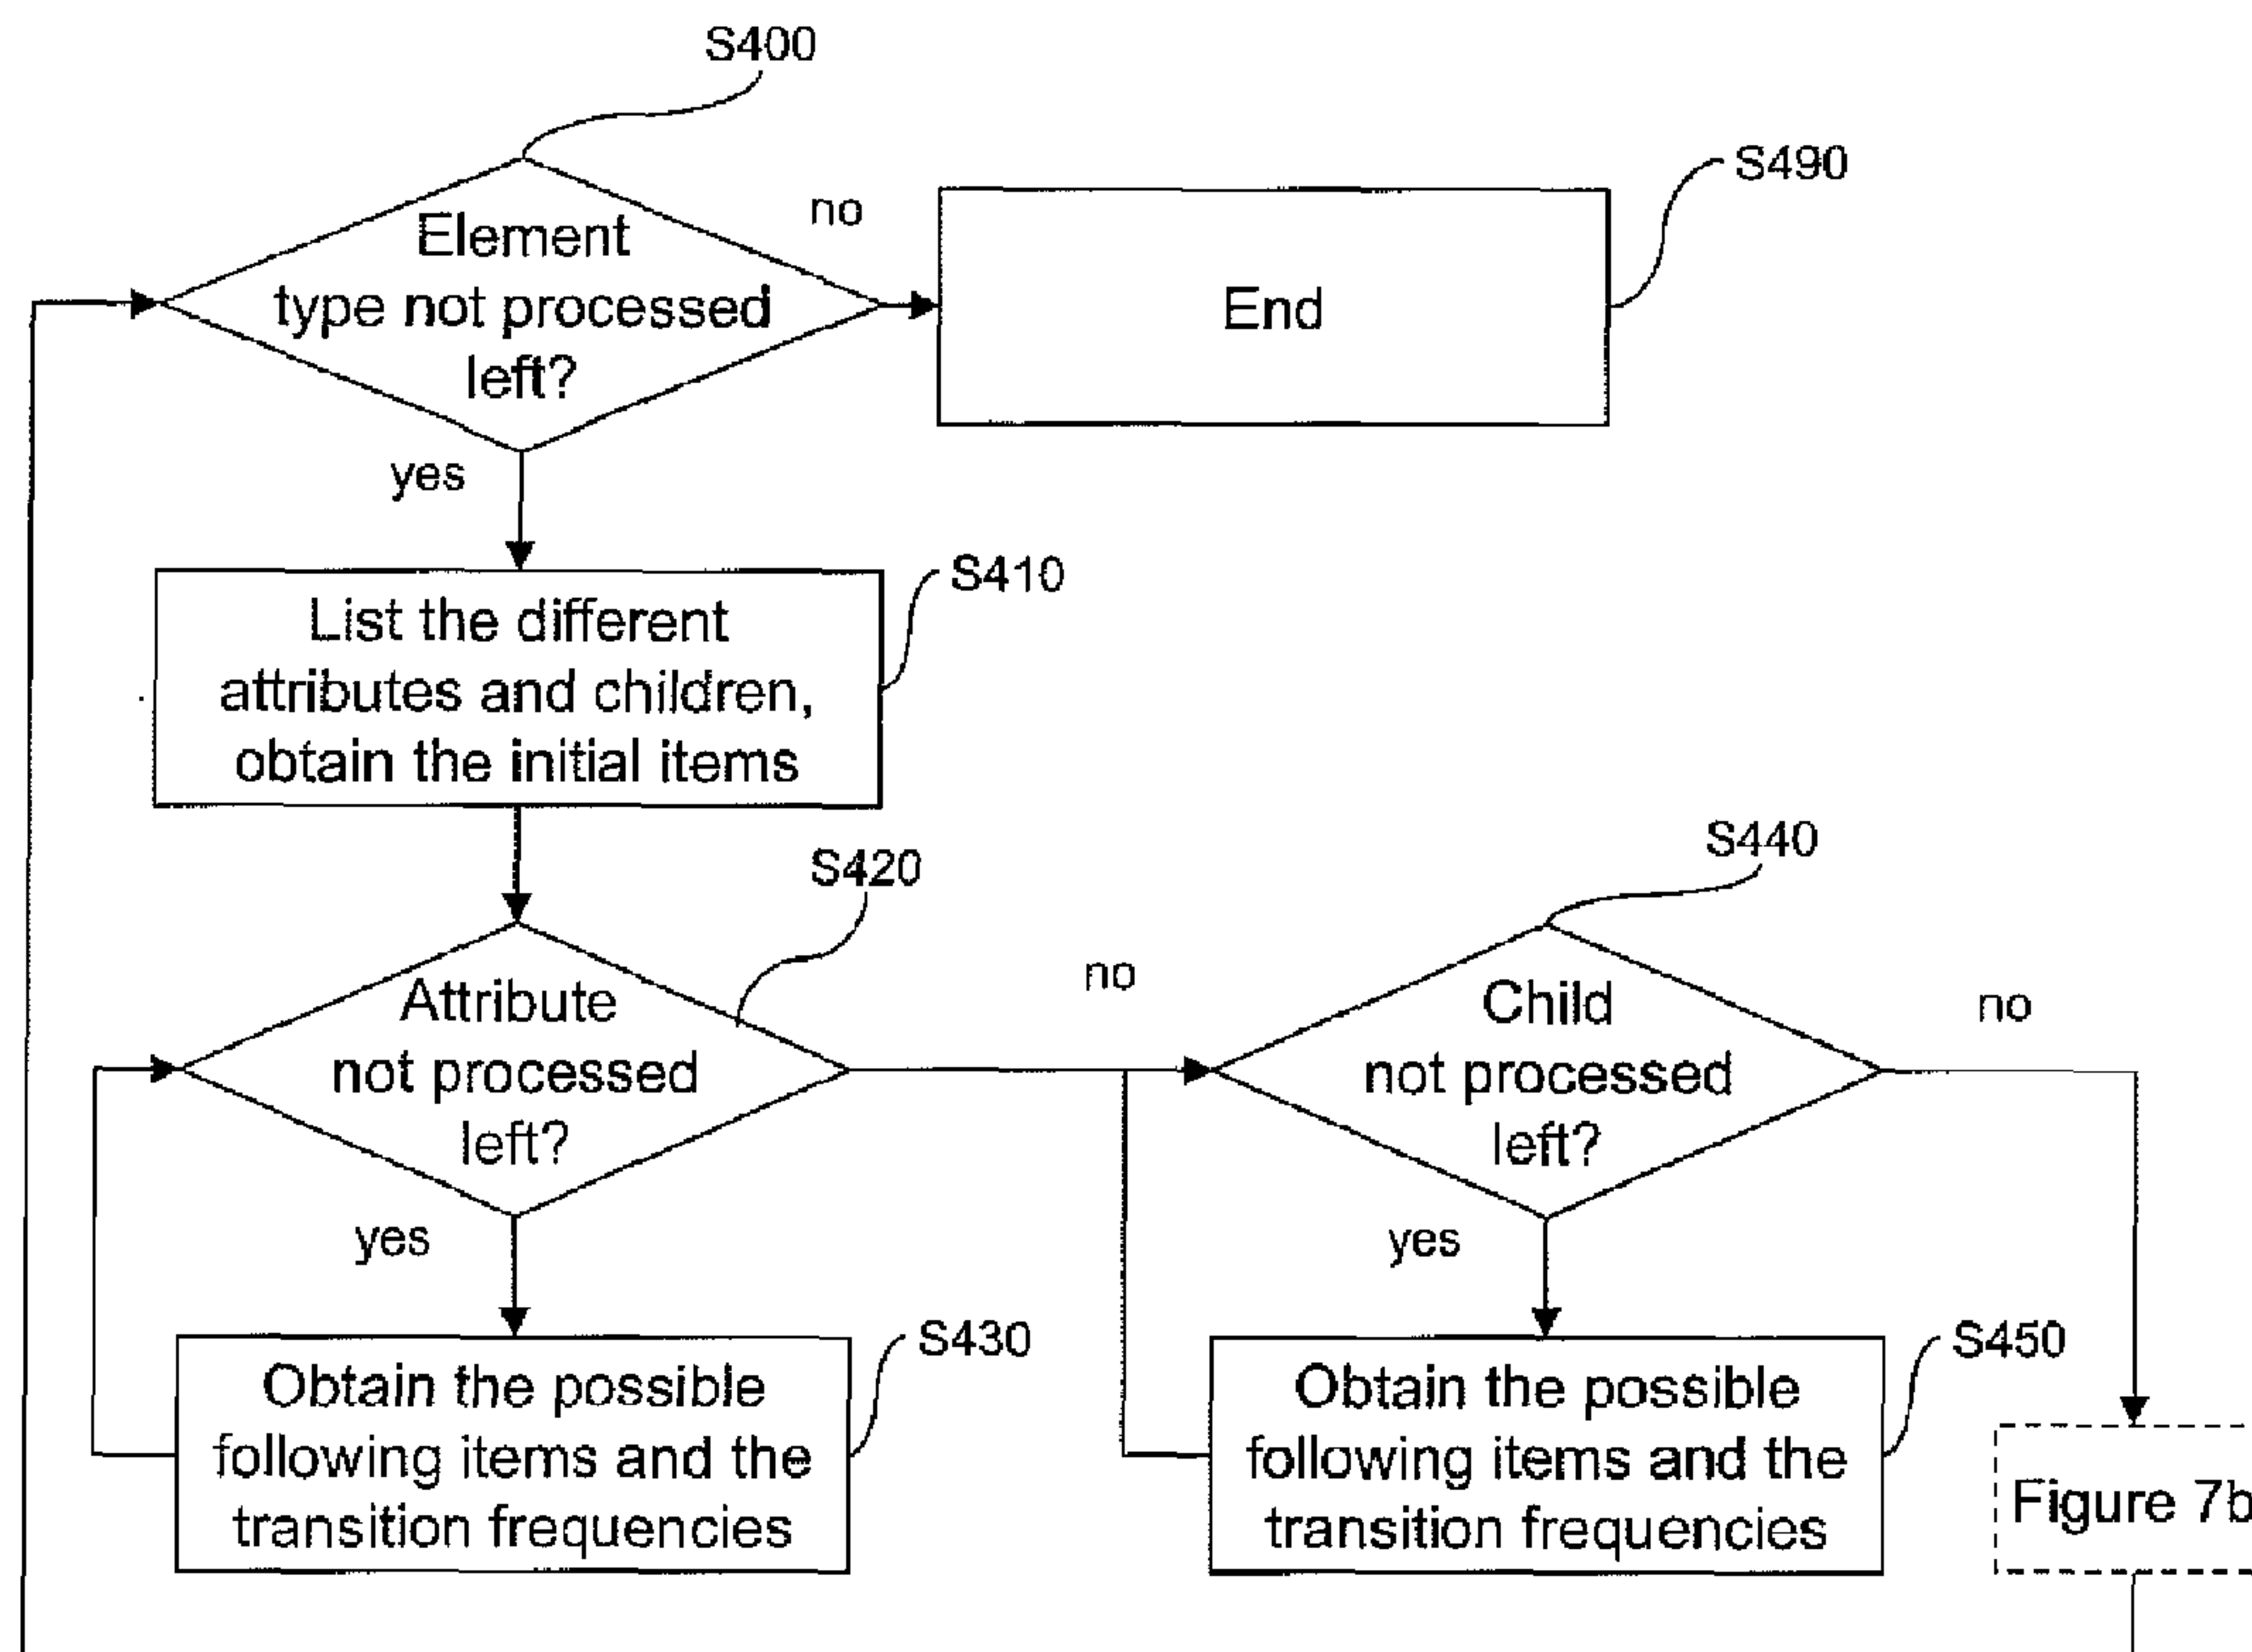 S400
Element
type not processed
left?
no
End
S490
yes
List the different
attributes and children,
obtain the initial items
S410
S420
Attribute
not processed
left?
no
S440
Child
not processed
left?
no
yes
Obtain the possible
following items and the
transition frequencies
S430
yes
Obtain the possible
following items and the
transition frequencies
S450
Figure 7b